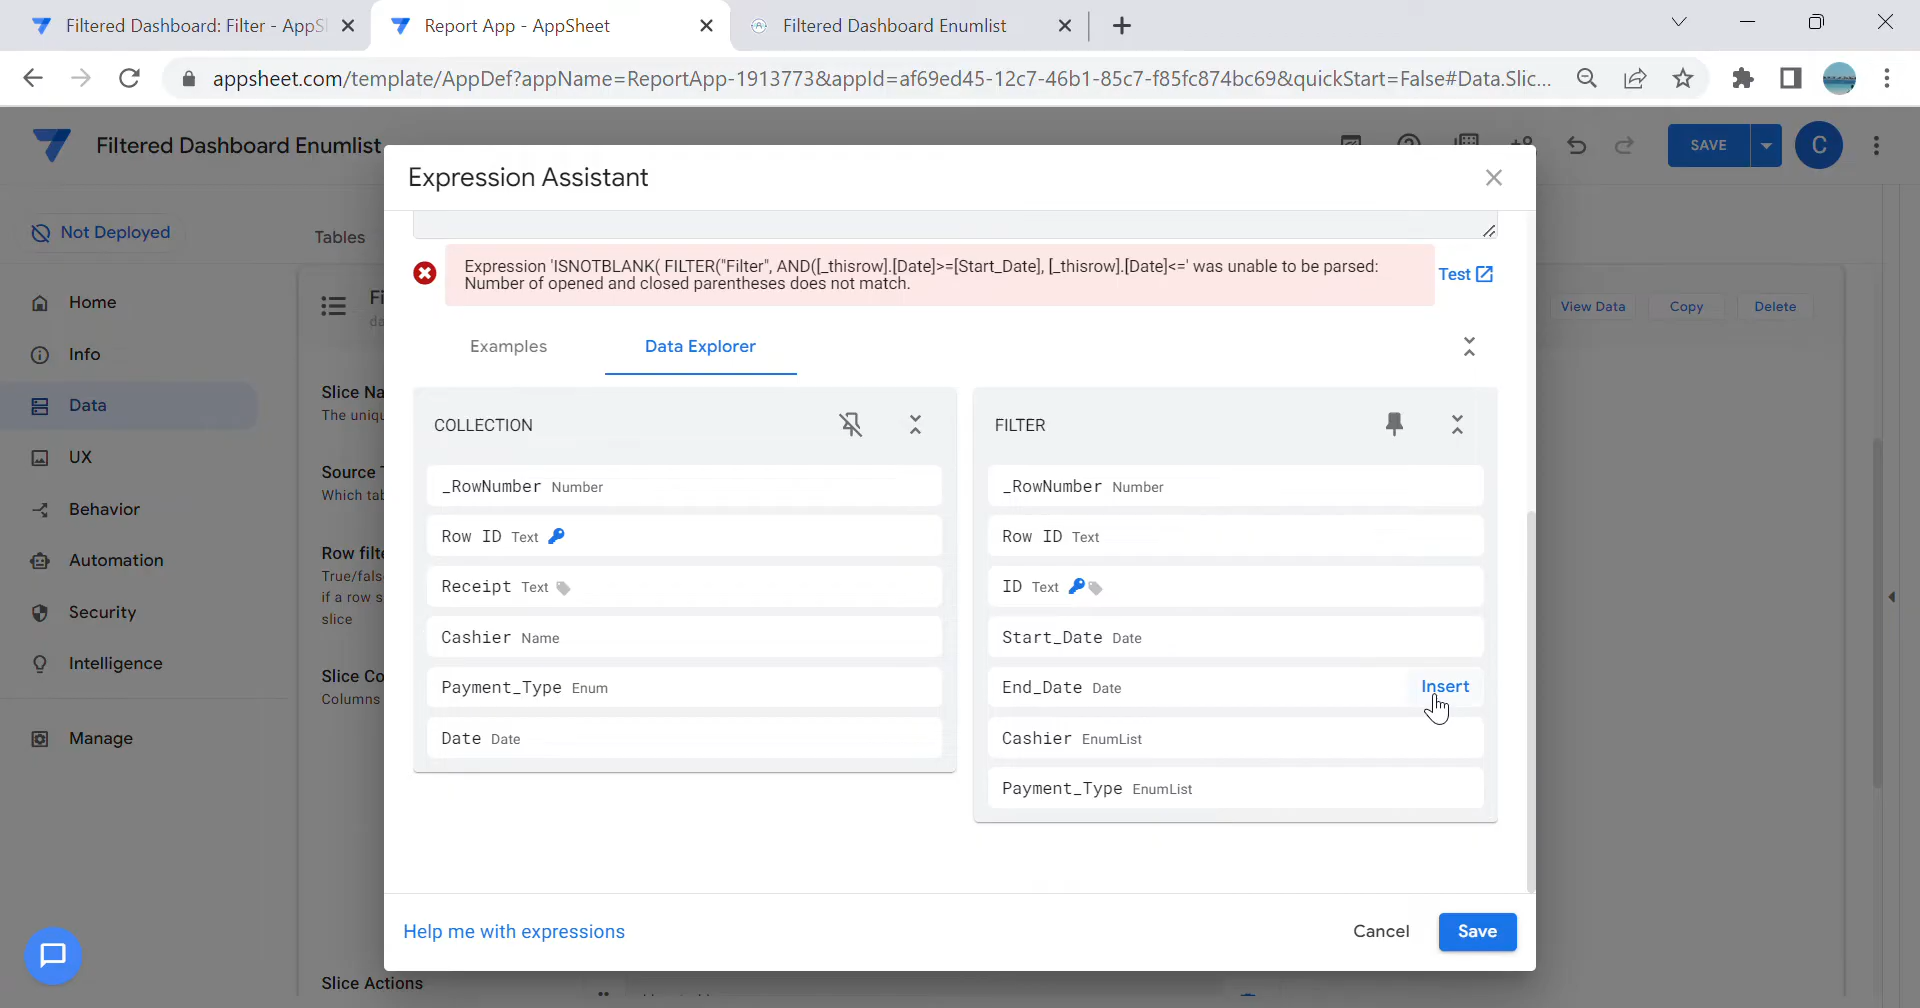 Filtered Dashboard: Filter - AppS
Report App - AppSheet
Filtered Dashboard Enumlist
appsheet.com/template/AppDef?appName=ReportApp-1913773&appId=af69ed45-12c7-46b1-85c7-f85fc874bc69&quickStart=False#Data.Slic...
Filtered Dashboard Enumlist
SAVE
C
Expression Assistant
Not Deployed
Tables
Expression 'ISNOTBLANK( FILTER("Filter", AND([_thisrow].[Date]>=[Start_Date], [_thisrow].[Date]<=' was unable to be parsed:
Number of opened and closed parentheses does not match.
Test
Home
Fi
da
View Data
Copy
Delete
Info
Examples
Data Explorer
Data
Slice Na
The uniqu
COLLECTION
FILTER
UX
Source T
Which tab
_RowNumber Number
_RowNumber Number
Behavior
Row ID Text
Row ID Text
Automation
Row filte
True/fals
if a row s
slice
Receipt Text
ID Text
Security
Cashier Name
Start_Date Date
Intelligence
Slice Co
Columns
Payment_Type Enum
End_Date Date
Insert
Manage
Date Date
Cashier EnumList
Payment_Type EnumList
Help me with expressions
Cancel
Save
Slice Actions